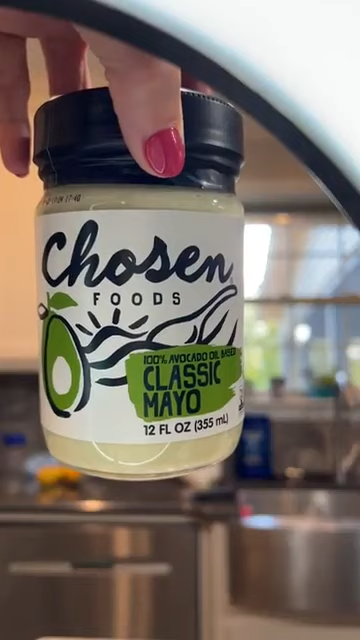 Chosen
FOODS
100% AVOCADO OIL BASED
CLASSIC
MAYO
12 FL OZ (355 mL)